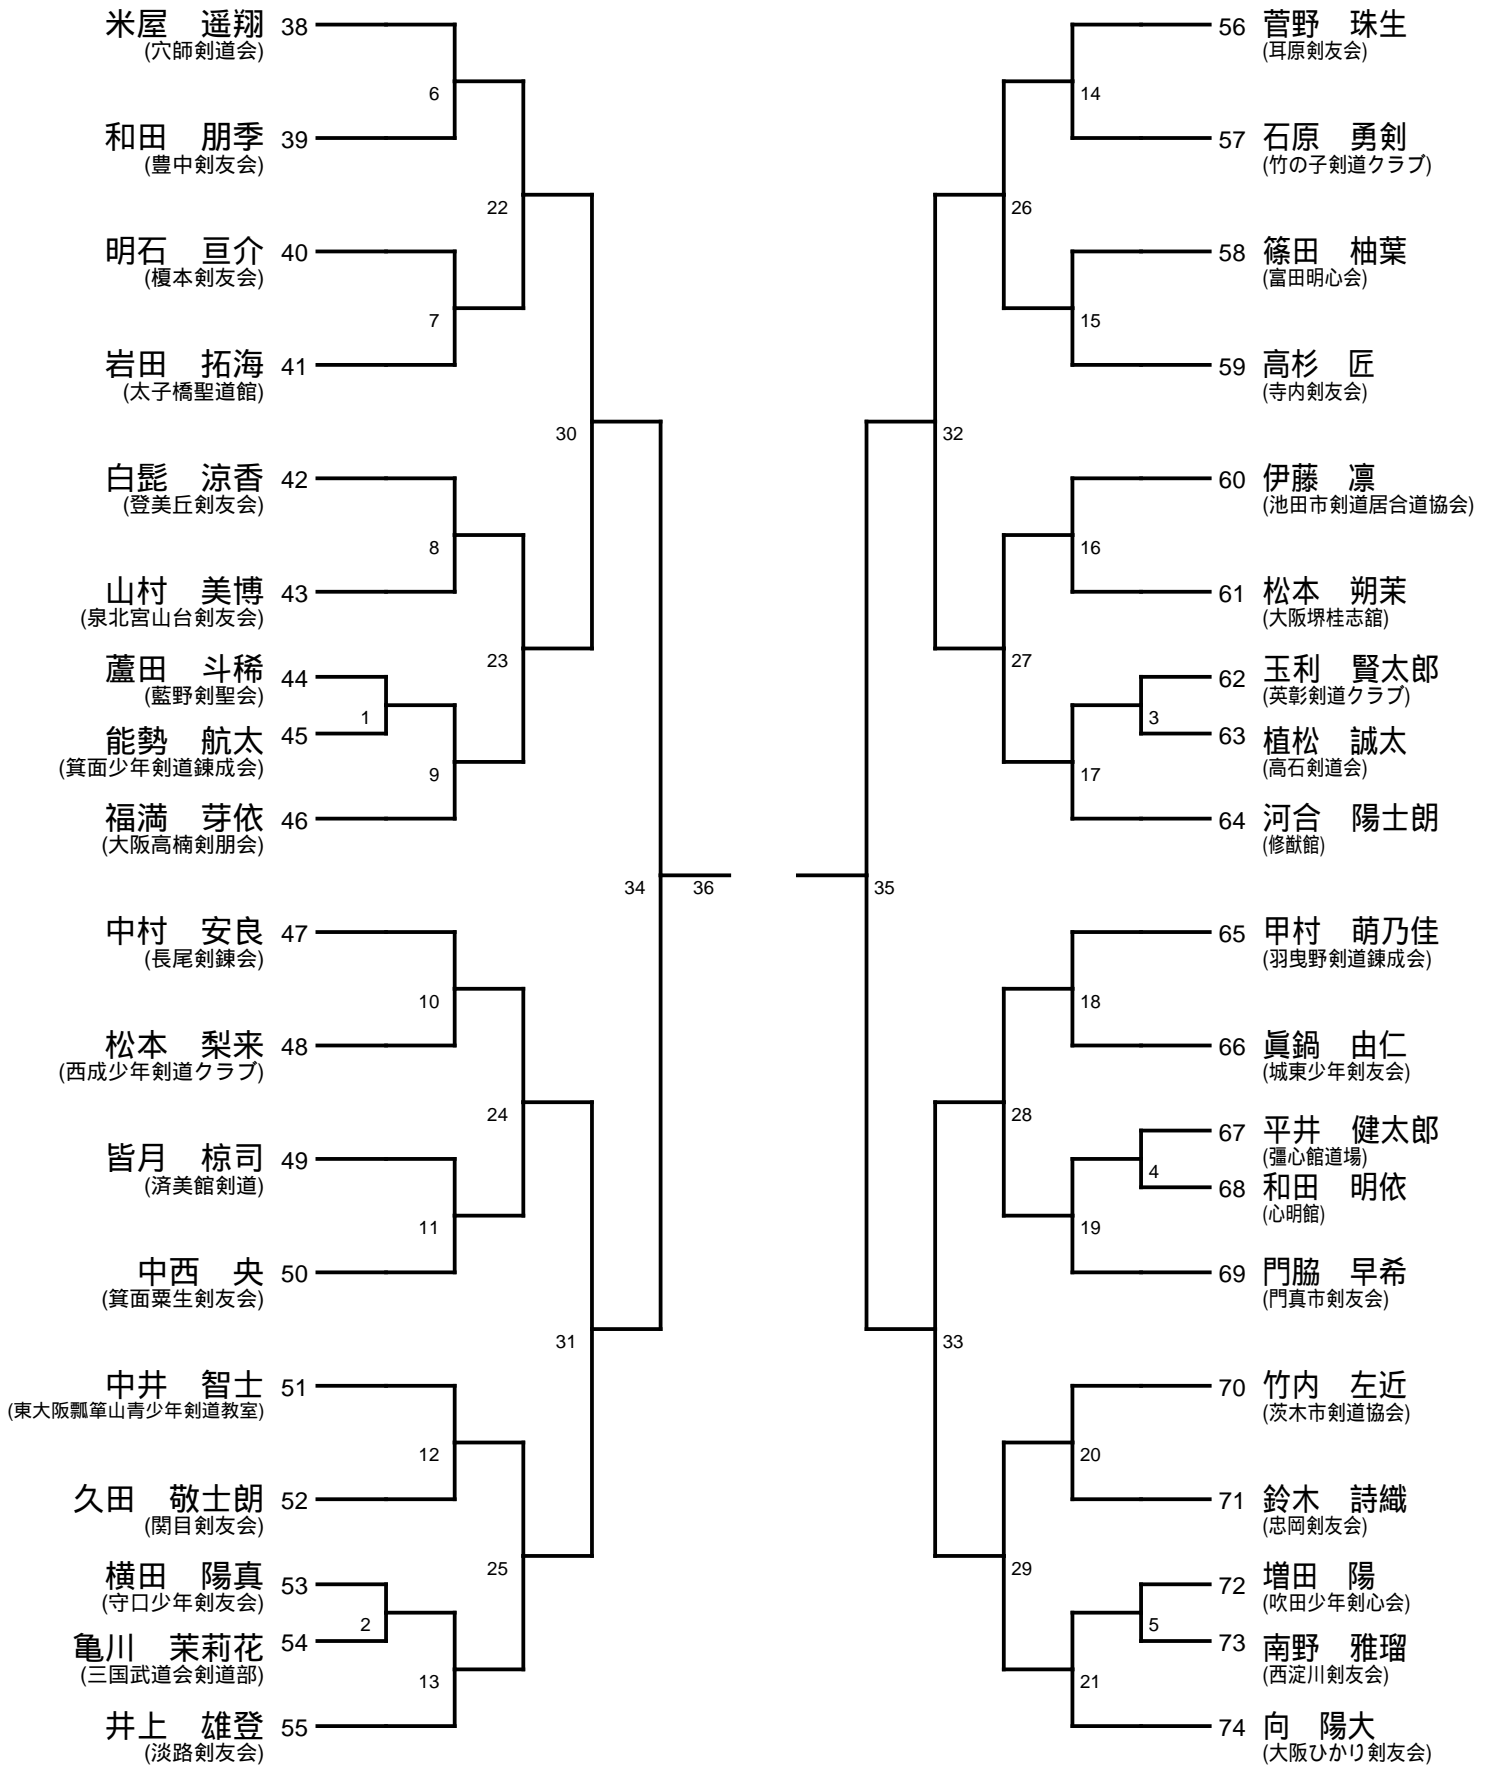 米屋　遥翔 38
(穴師剣道会)
6
和田　朋季 39
(豊中剣友会)
22
明石　亘介 40
(榎本剣友会)
7
岩田　拓海 41
(太子橋聖道館)
30
白髭　涼香 42
(登美丘剣友会)
8
山村　美博 43
(泉北宮山台剣友会)
23
蘆田　斗稀 44
(藍野剣聖会)
1
能勢　航太 45
(箕面少年剣道錬成会)
9
福満　芽依 46
(大阪高楠剣朋会)
34
36
中村　安良 47
(長尾剣錬会)
10
松本　梨来 48
(西成少年剣道クラブ)
24
皆月　椋司 49
(済美館剣道)
11
中西　央 50
(箕面粟生剣友会)
31
中井　智士 51
(東大阪瓢箪山青少年剣道教室)
12
久田　敬士朗 52
(関目剣友会)
25
横田　陽真 53
(守口少年剣友会)
2
亀川　茉莉花 54
(三国武道会剣道部)
13
井上　雄登 55
(淡路剣友会)
56 菅野　珠生
(耳原剣友会)
14
57 石原　勇剣
(竹の子剣道クラブ)
26
58 篠田　柚葉
(富田明心会)
15
59 高杉　匠
(寺内剣友会)
32
60 伊藤　凛
(池田市剣道居合道協会)
16
61 松本　朔茉
(大阪堺桂志舘)
27
62 玉利　賢太郎
(英彰剣道クラブ)
3
63 植松　誠太
(高石剣道会)
17
64 河合　陽士朗
(修猷館)
35
65 甲村　萌乃佳
(羽曳野剣道錬成会)
18
66 眞鍋　由仁
(城東少年剣友会)
28
67 平井　健太郎
(彊心館道場)
4
68 和田　明依
(心明館)
19
69 門脇　早希
(門真市剣友会)
33
70 竹内　左近
(茨木市剣道協会)
20
71 鈴木　詩織
(忠岡剣友会)
29
72 増田　陽
(吹田少年剣心会)
5
73 南野　雅瑠
(西淀川剣友会)
21
74 向　陽大
(大阪ひかり剣友会)